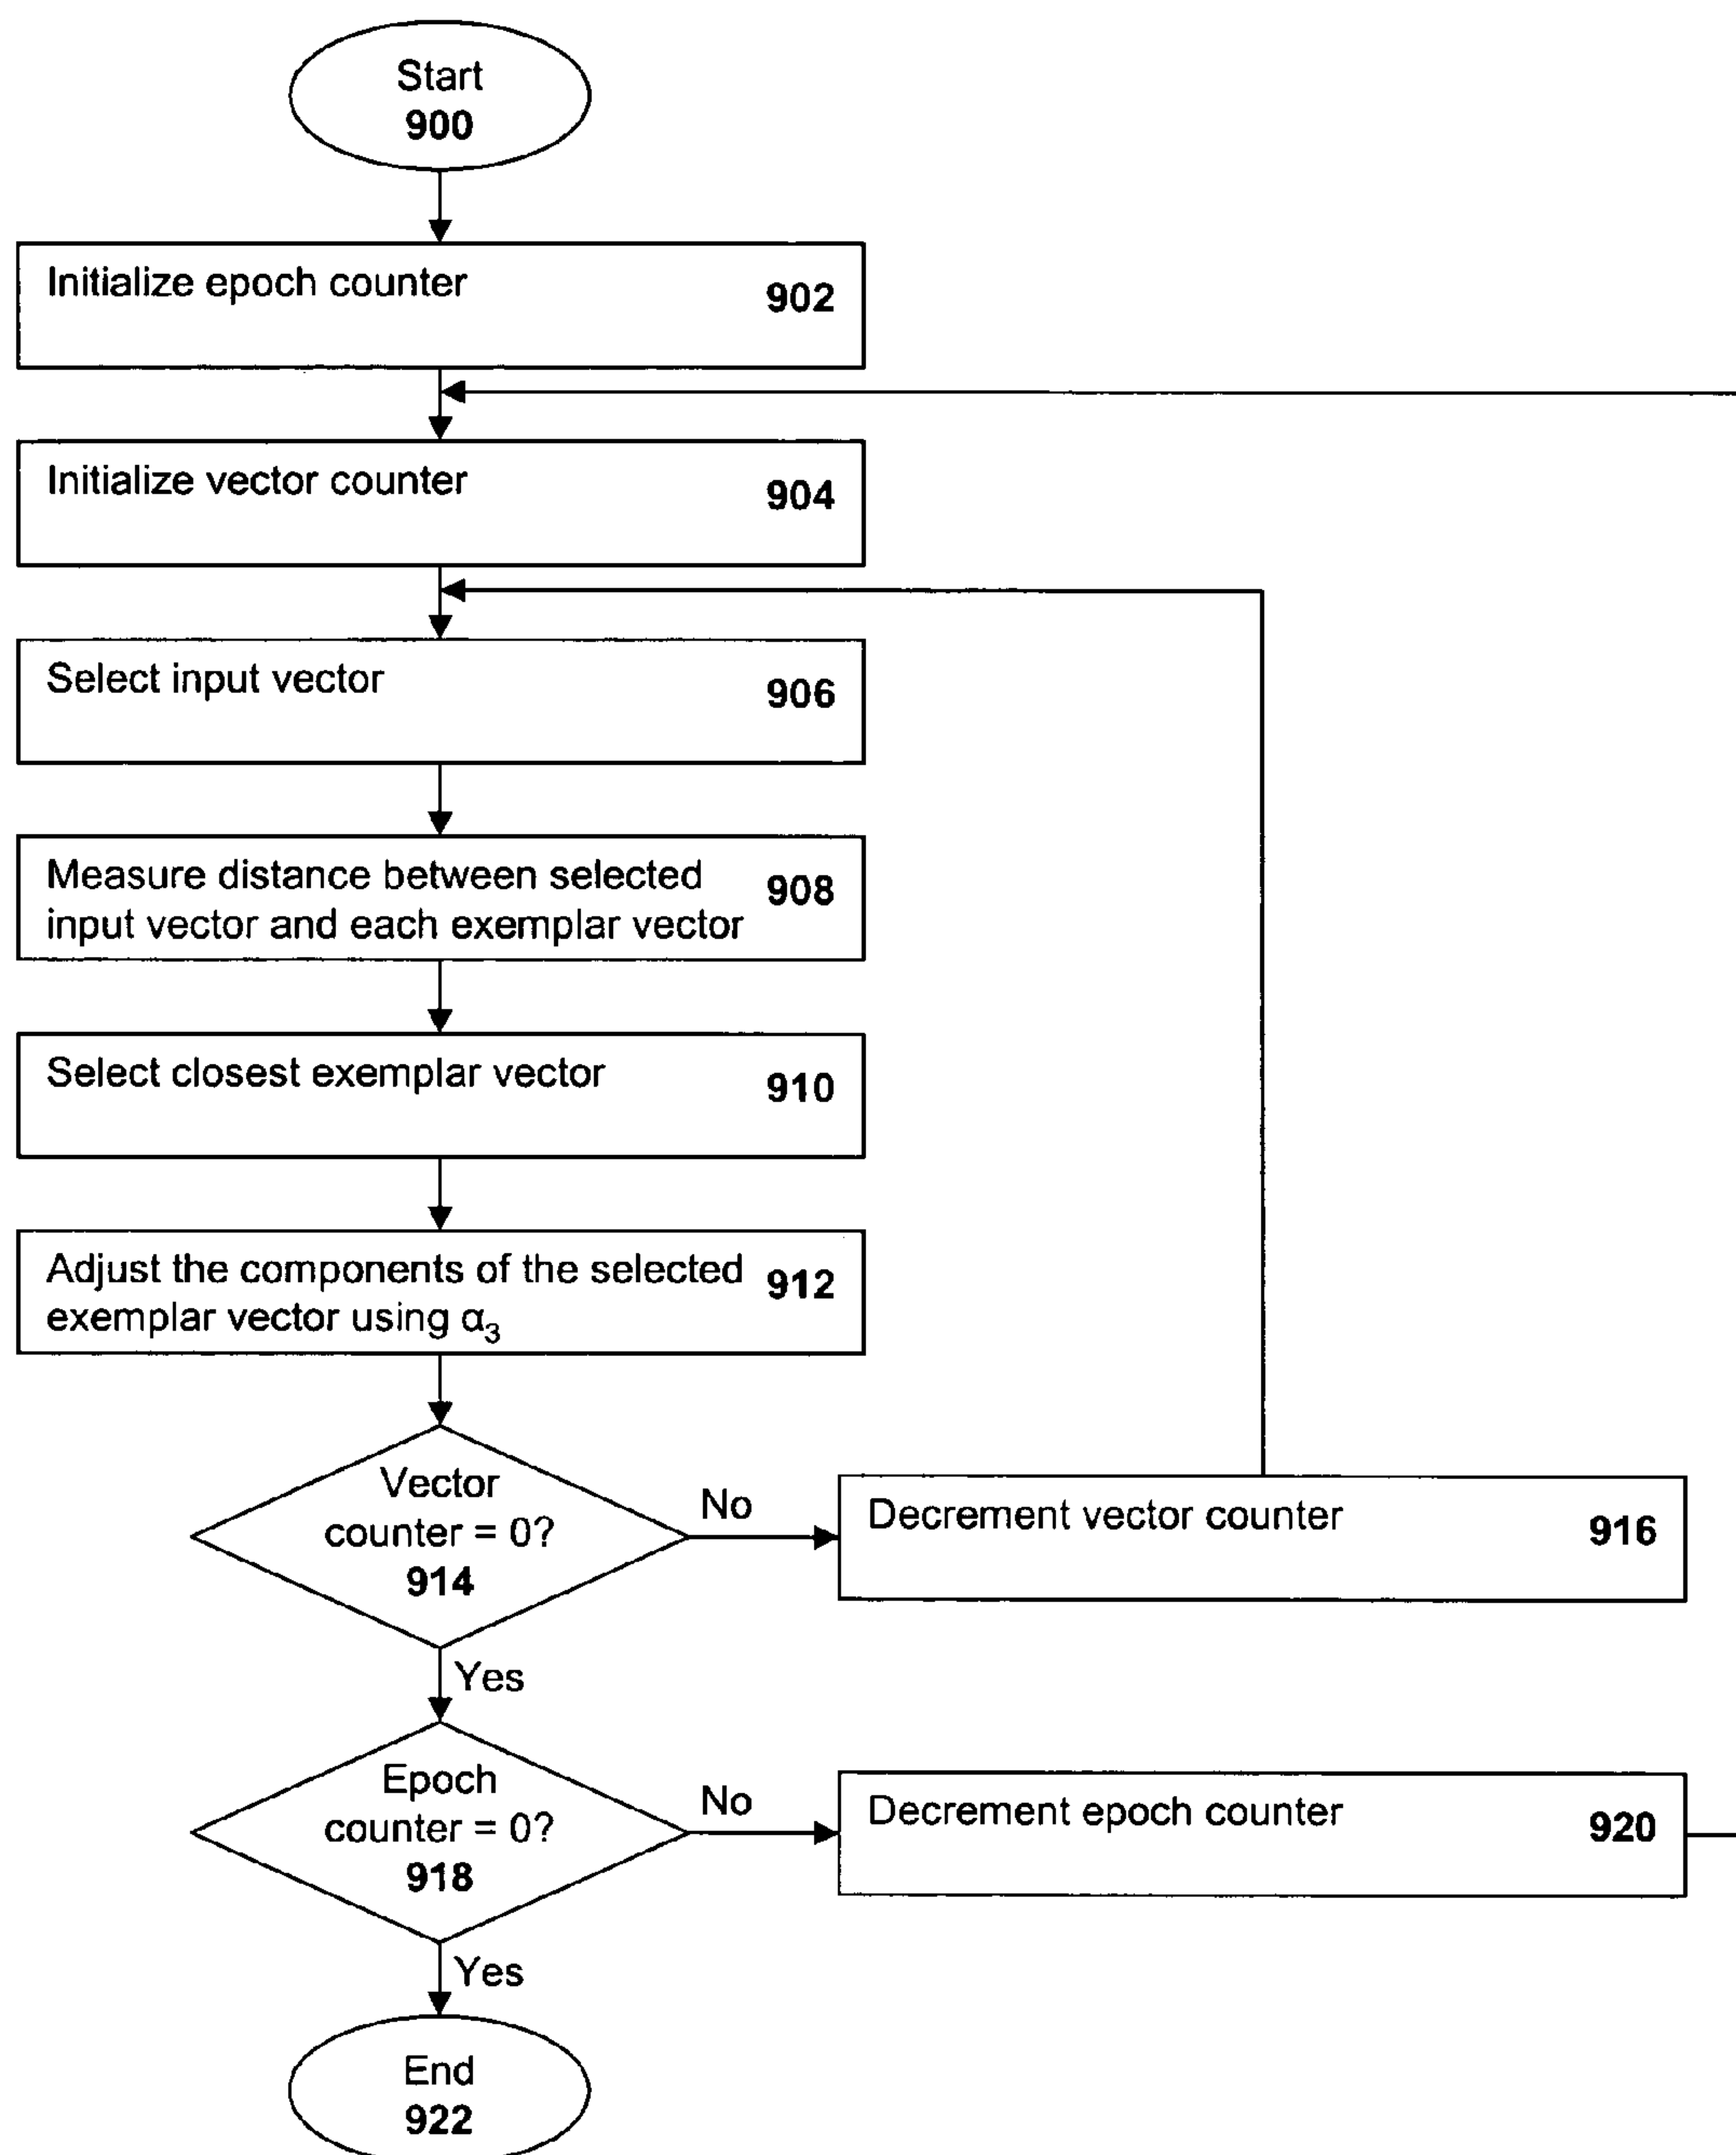 Start
900
Initialize epoch counter
902
Initialize vector counter
904
Select input vector
906
Measure distance between selected
input vector and each exemplar vector
908
Select closest exemplar vector
910
Adjust the components of the selected
exemplar vector using α₃
912
Vector
counter = 0?
914
No
Decrement vector counter
916
Yes
Epoch
counter = 0?
918
No
Decrement epoch counter
920
Yes
End
922